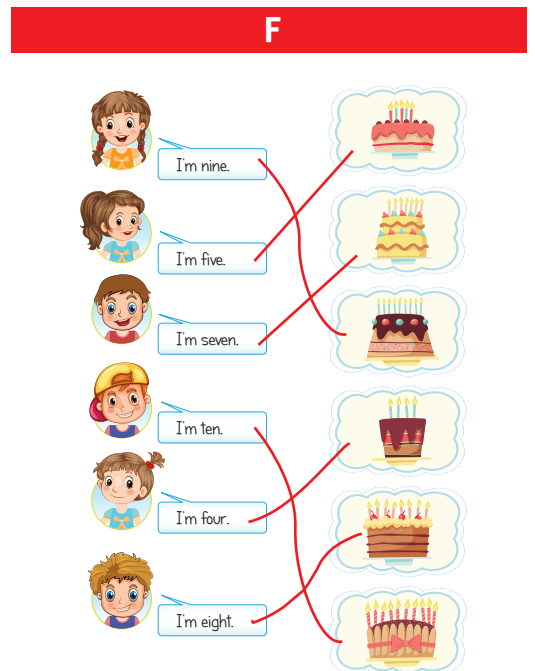 F
I'm nine.
I'm five.
I'm seven.
I'm ten.
I'm four.
I'm eight.